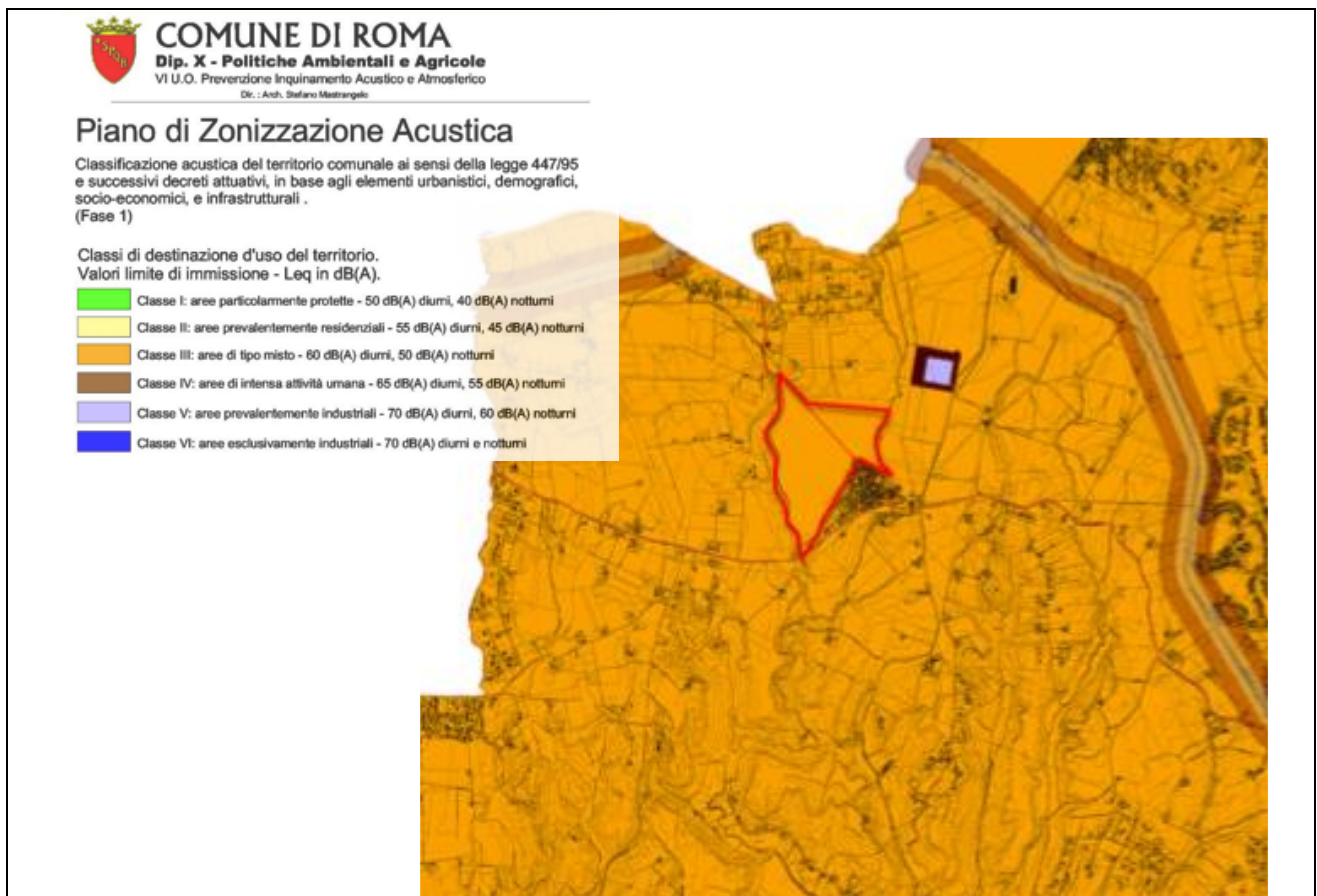 SPQR
COMUNE DI ROMA
Dip. X - Politiche Ambientali e Agricole
VI U.O. Prevenzione Inquinamento Acustico e Atmosferico
Dir. : Arch. Stefano Mastrangelo
Piano di Zonizzazione Acustica
Classificazione acustica del territorio comunale ai sensi della legge 447/95
e successivi decreti attuativi, in base agli elementi urbanistici, demografici,
socio-economici, e infrastrutturali .
(Fase 1)
Classi di destinazione d'uso del territorio.
Valori limite di immissione - Leq in dB(A).
Classe I: aree particolarmente protette - 50 dB(A) diurni, 40 dB(A) notturni
Classe II: aree prevalentemente residenziali - 55 dB(A) diurni, 45 dB(A) notturni
Classe III: aree di tipo misto - 60 dB(A) diurni, 50 dB(A) notturni
Classe IV: aree di intensa attività umana - 65 dB(A) diurni, 55 dB(A) notturni
Classe V: aree prevalentemente industriali - 70 dB(A) diurni, 60 dB(A) notturni
Classe VI: aree esclusivamente industriali - 70 dB(A) diurni e notturni